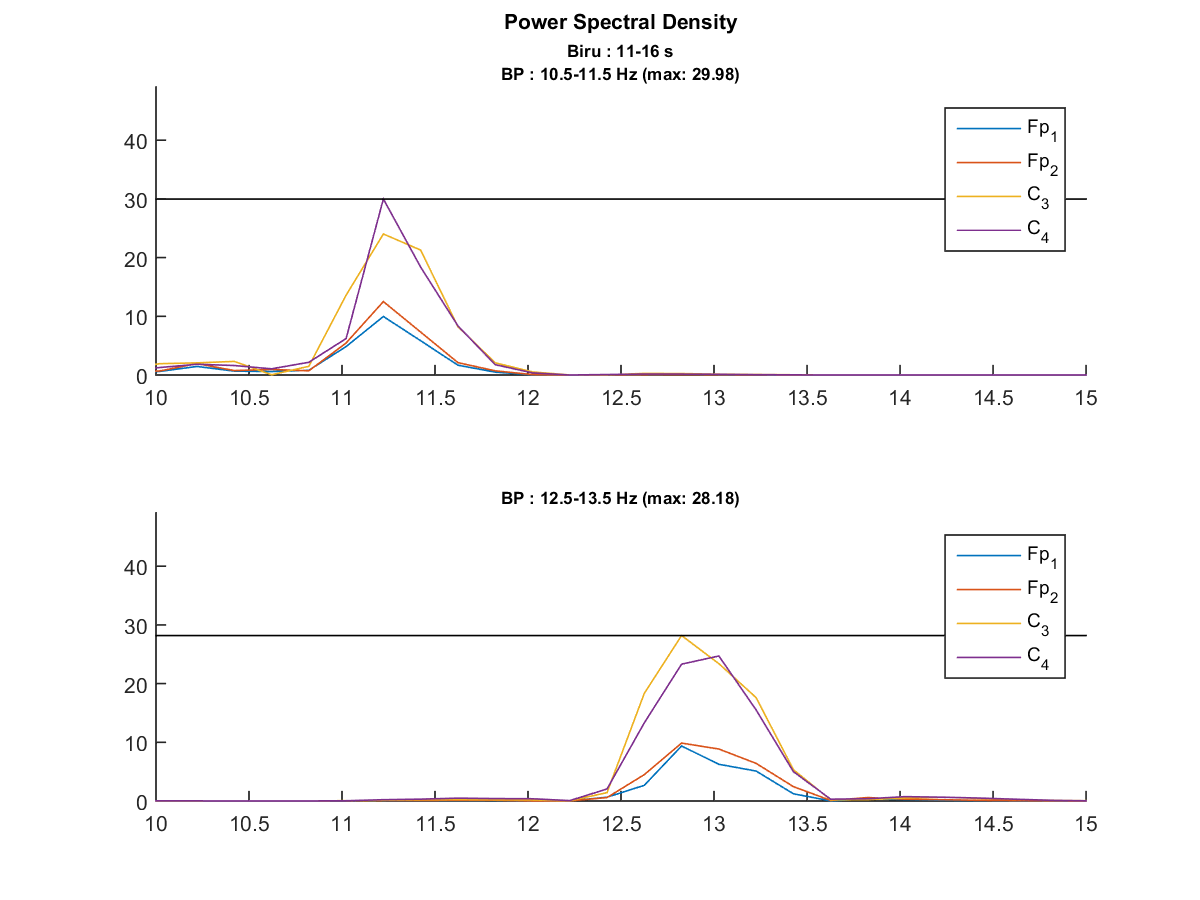 Power Spectral Density
Biru : 11-16 s
BP : 10.5-11.5 Hz (max: 29.98)
40
30
20
10
0
10 10.5 11 11.5 12 12.5 13 13.5 14 14.5 15
Fp1
Fp2
C3
C4
BP : 12.5-13.5 Hz (max: 28.18)
40
30
20
10
0
10 10.5 11 11.5 12 12.5 13 13.5 14 14.5 15
Fp1
Fp2
C3
C4